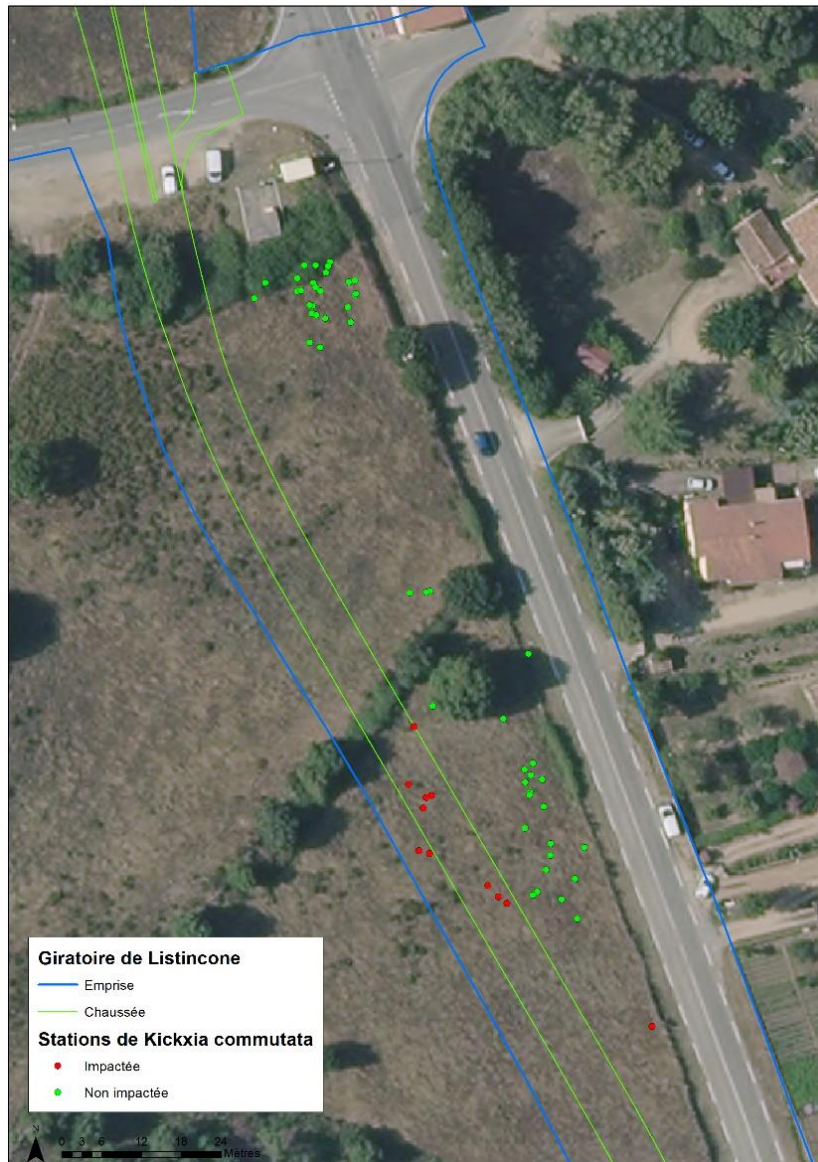 Giratoire de Listincone
Emprise
Chaussée
Stations de Kickxia commutata
Impactée
Non impactée
N
0 3 6 12 18 24
Mètres